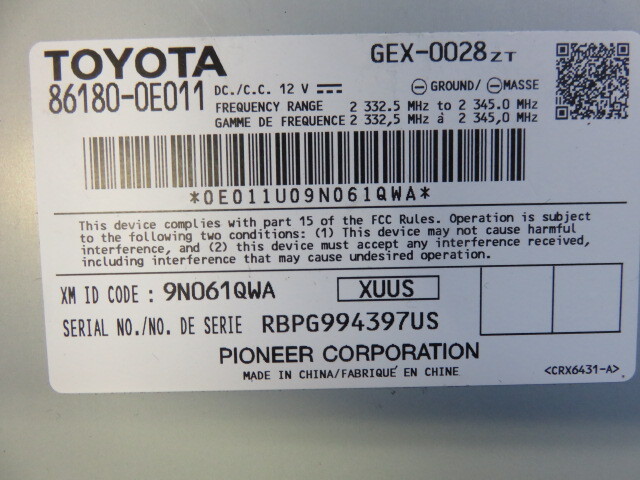 TOYOTA
GEX-0028ZT
86180-0E011
DC./C.C. 12 V
GROUND/ MASSE
FREQUENCY RANGE 2 332.5 MHz to 2 345.0 MHz
GAMME DE FREQUENCE 2 332,5 MHz à 2 345,0 MHz
*0E011U09N061QWA*
This device complies with part 15 of the FCC Rules. Operation is subject
to the following two conditions: (1) This device may not cause harmful
interference, and (2) this device must accept any interference received,
including interference that may cause undesired operation.
XM ID CODE : 9N061QWA
XUUS
SERIAL NO./NO. DE SERIE RBPG994397US
PIONEER CORPORATION
MADE IN CHINA/FABRIQUÉ EN CHINE
<CRX6431-A>